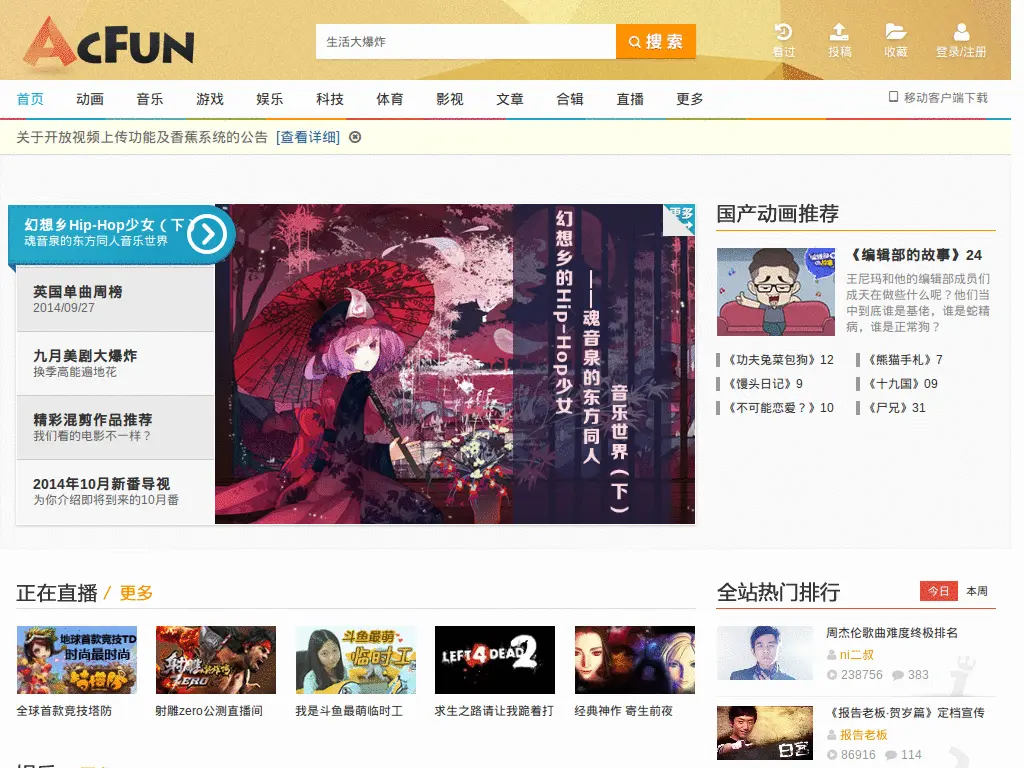 AcFun
生活大爆炸
搜 索
看过
投稿
收藏
登录/注册
首页
动画
音乐
游戏
娱乐
科技
体育
影视
文章
合辑
直播
更多
移动客户端下载
关于开放视频上传功能及香蕉系统的公告 [查看详细]
幻想乡Hip-Hop少女（下）
魂音泉的东方同人音乐世界
英国单曲周榜
2014/09/27
九月美剧大爆炸
换季高能遍地花
精彩混剪作品推荐
我们看的电影不一样？
2014年10月新番导视
为你介绍即将到来的10月番
幻想乡的Hip-Hop少女
——魂音泉的东方同人
音乐世界（下）
更多
国产动画推荐
《编辑部的故事》24
王尼玛和他的编辑部成员们
成天在做些什么呢？他们当
中到底谁是基佬，谁是蛇精
病，谁是正常狗？
《功夫兔菜包狗》12
《熊猫手札》7
《馒头日记》9
《十九国》09
《不可能恋爱？》10
《尸兄》31
正在直播 / 更多
地球首款竞技TD
时尚最时尚
射雕
ZERO
斗鱼最萌
临时工
LEFT4DEAD2
全球首款竞技塔防
射雕zero公测直播间
我是斗鱼最萌临时工
求生之路请让我跪着打
经典神作 寄生前夜
全站热门排行
今日
本周
周杰伦歌曲难度终极排名
ni二叔
238756
383
《报告老板·贺岁篇》定档宣传
报告老板
86916
114